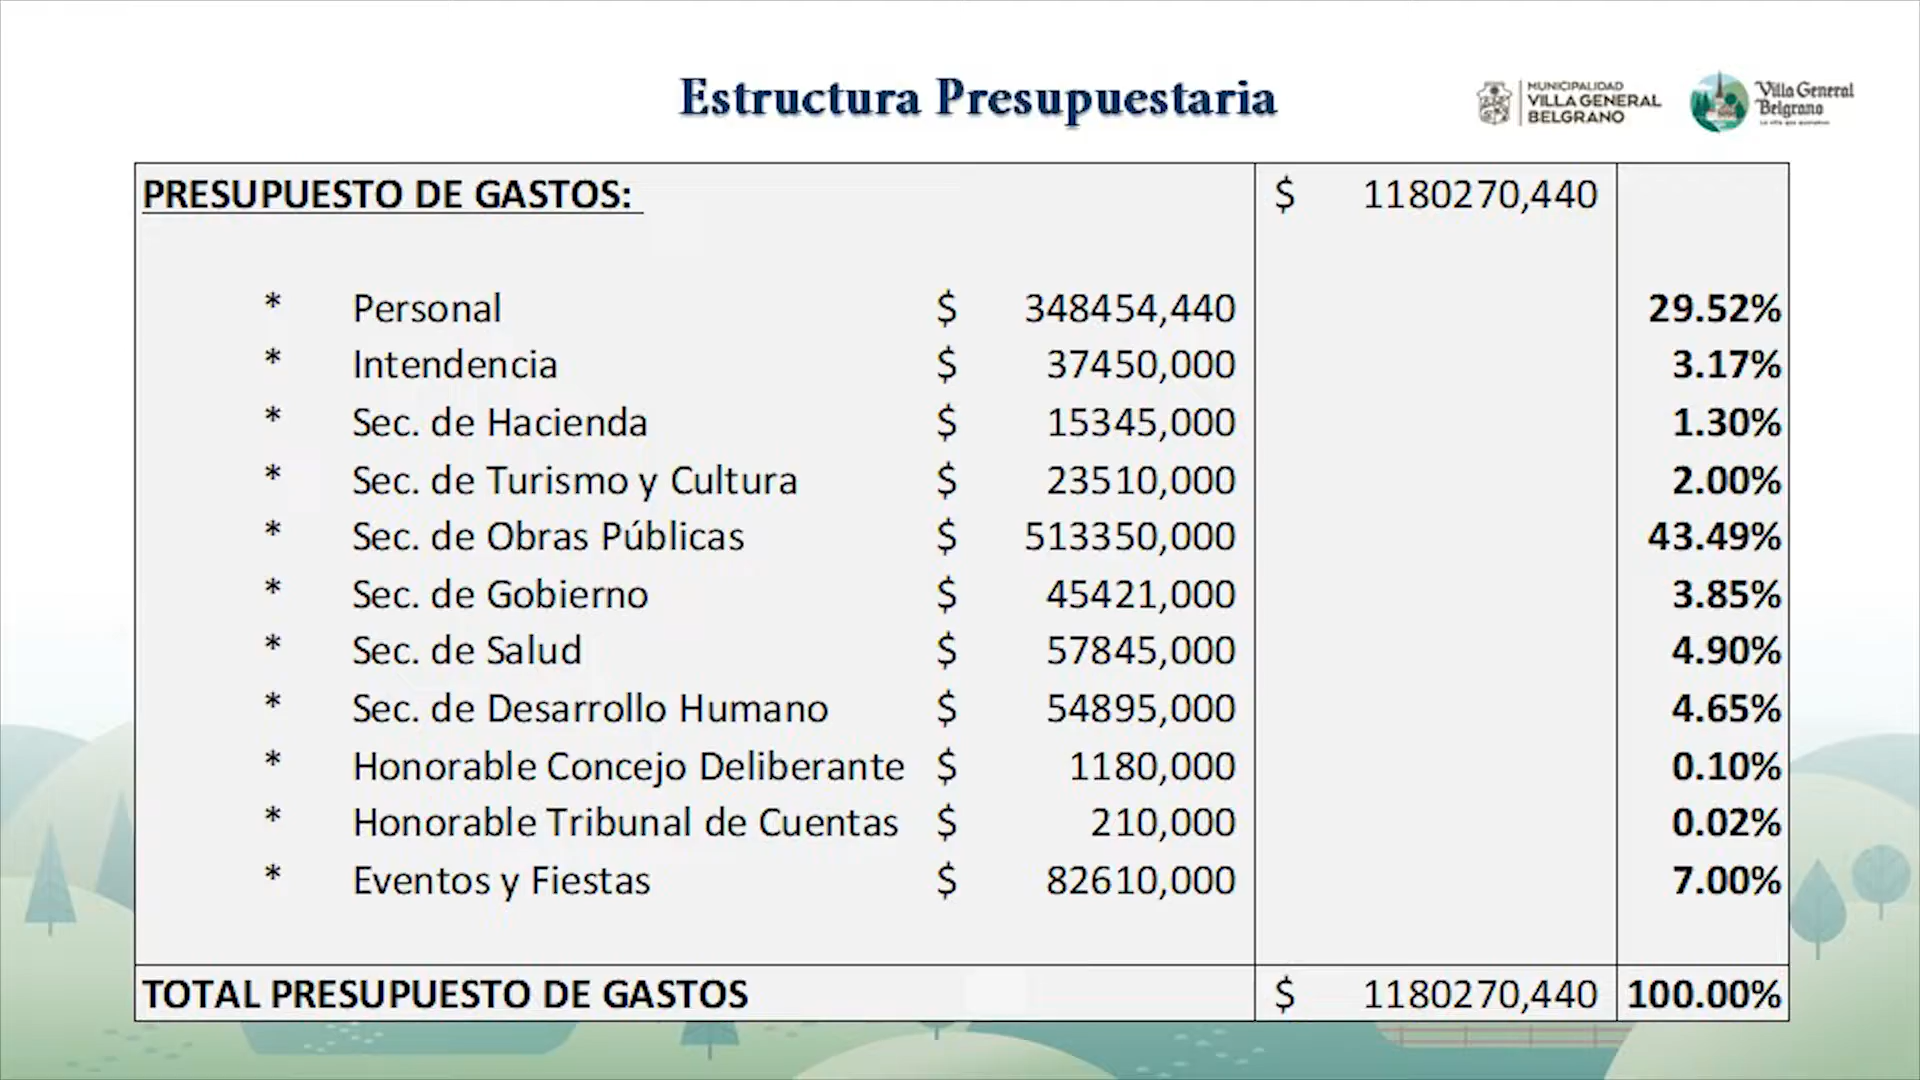 Estructura Presupuestaria
MUNICIPALIDAD
VILLA GENERAL
BELGRANO
Villa General
Belgrano
PRESUPUESTO DE GASTOS: $ 1180270,440
* Personal $ 348454,440 29.52%
* Intendencia $ 37450,000 3.17%
* Sec. de Hacienda $ 15345,000 1.30%
* Sec. de Turismo y Cultura $ 23510,000 2.00%
* Sec. de Obras Públicas $ 513350,000 43.49%
* Sec. de Gobierno $ 45421,000 3.85%
* Sec. de Salud $ 57845,000 4.90%
* Sec. de Desarrollo Humano $ 54895,000 4.65%
* Honorable Concejo Deliberante $ 1180,000 0.10%
* Honorable Tribunal de Cuentas $ 210,000 0.02%
* Eventos y Fiestas $ 82610,000 7.00%
TOTAL PRESUPUESTO DE GASTOS $ 1180270,440 100.00%